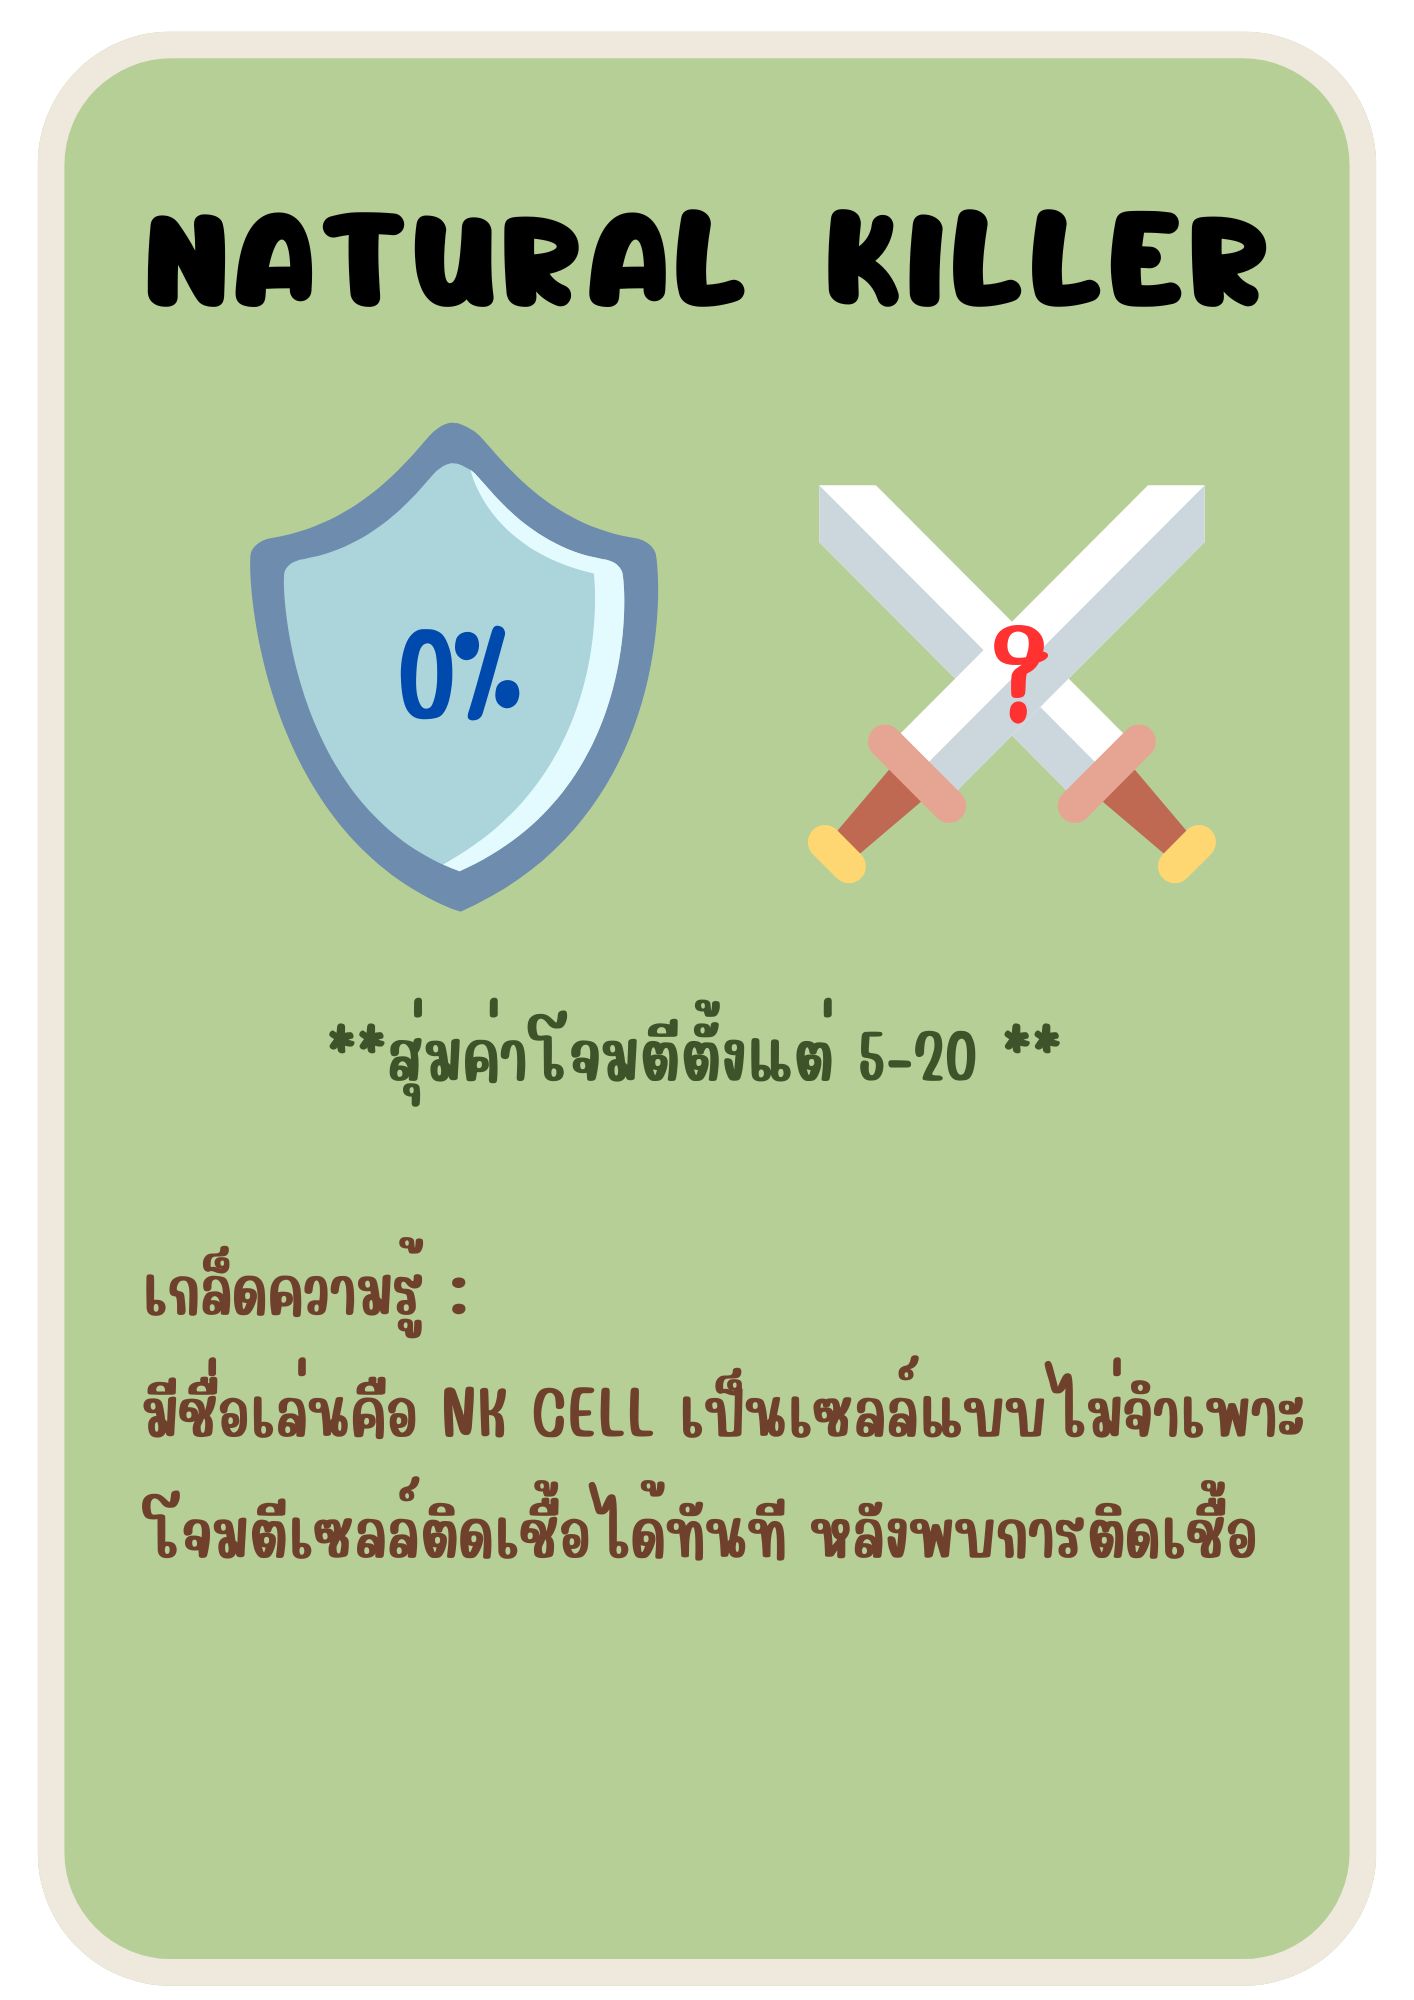 NATURAL KILLER
0%
?
**สุ่มค่าโจมตีตั้งแต่ 5-20 **
เกล็ดความรู้ :
มีชื่อเล่นคือ NK CELL เป็นเซลล์แบบไม่จำเพาะ
โจมตีเซลล์ติดเชื้อได้ทันที หลังพบการติดเชื้อ